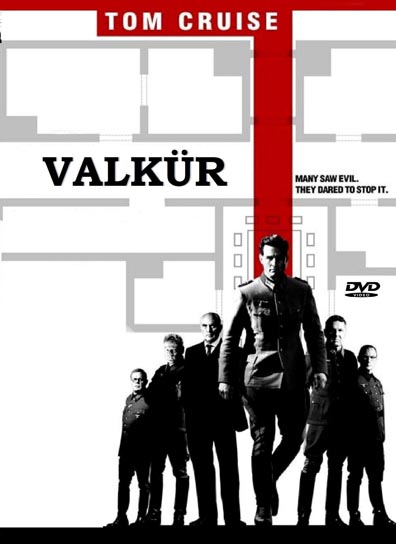 TOM CRUISE
VALKÜR
MANY SAW EVIL.
THEY DARED TO STOP IT.
DVD
VIDEO